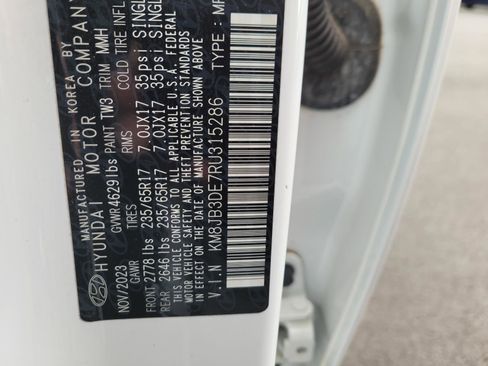 MANUFACTURED IN KOREA BY
HYUNDAI MOTOR COMPANY
NOV/2023 GVWR 4629 lbs PAINT TW3 TRIM MMH
GAWR TIRES RIMS COLD TIRE INFL
FRONT 2778 lbs 235/65R17 7.0JX17 35psi SINGL
REAR 2646 lbs 235/65R17 7.0JX17 35psi SINGL
THIS VEHICLE CONFORMS TO ALL APPLICABLE U.S.A. FEDERAL
MOTOR VEHICLE SAFETY AND THEFT PREVENTION STANDARDS
IN EFFECT ON THE DATE OF MANUFACTURE SHOWN ABOVE.
V.I.N KM8JB3DE7RU315286 TYPE: MP